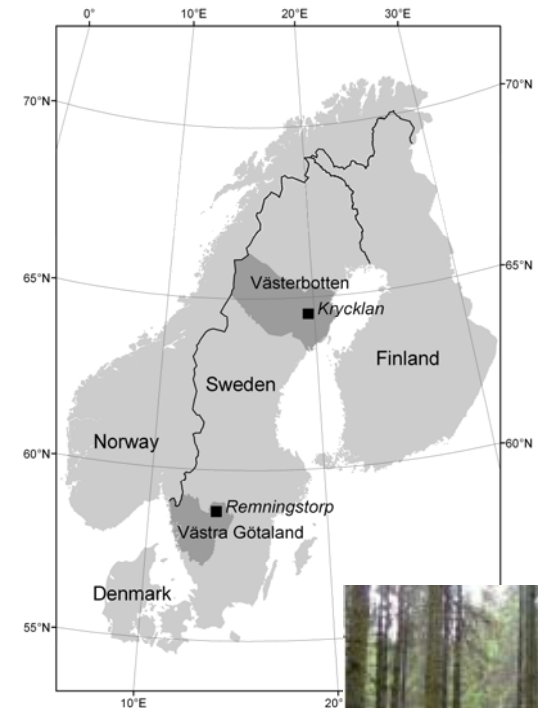 0°
10°E
20°E
30°E
70°N
70°N
65°N
65°N
Västerbotten
Krycklan
Finland
Sweden
Norway
60°N
60°N
Remningstorp
Västra Götaland
Denmark
55°N
10°E
20°